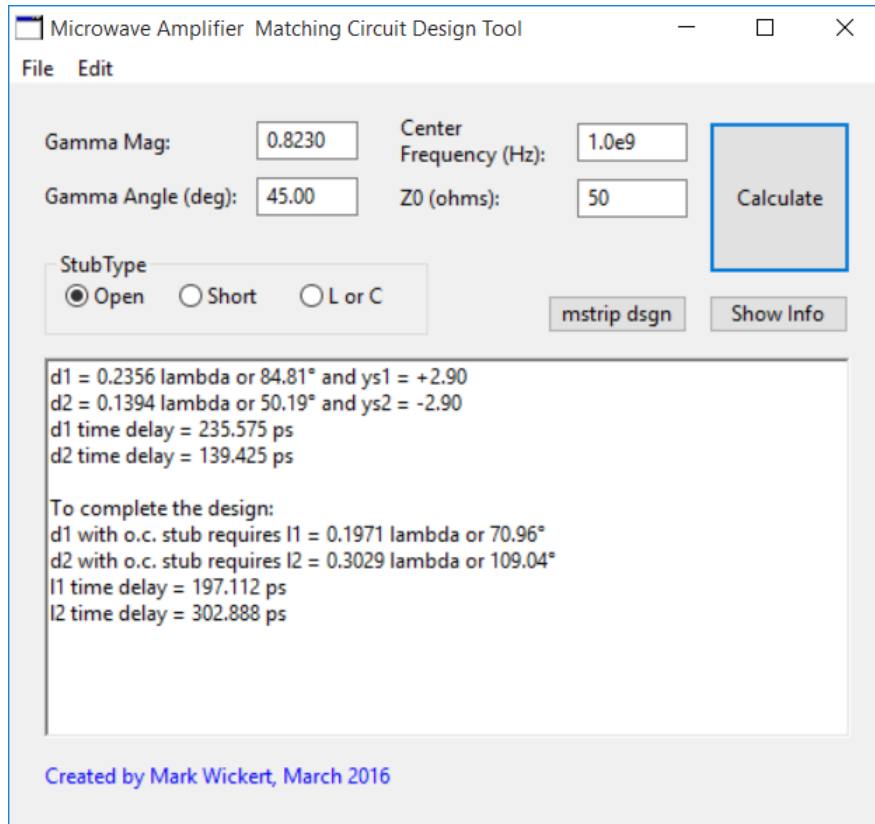 Microwave Amplifier  Matching Circuit Design Tool
File Edit
Gamma Mag: 0.8230
Center
Frequency (Hz): 1.0e9
Gamma Angle (deg): 45.00
Z0 (ohms): 50
Calculate
StubType
Open Short L or C
mstrip dsgn
Show Info
d1 = 0.2356 lambda or 84.81° and ys1 = +2.90
d2 = 0.1394 lambda or 50.19° and ys2 = -2.90
d1 time delay = 235.575 ps
d2 time delay = 139.425 ps
To complete the design:
d1 with o.c. stub requires l1 = 0.1971 lambda or 70.96°
d2 with o.c. stub requires l2 = 0.3029 lambda or 109.04°
l1 time delay = 197.112 ps
l2 time delay = 302.888 ps
Created by Mark Wickert, March 2016